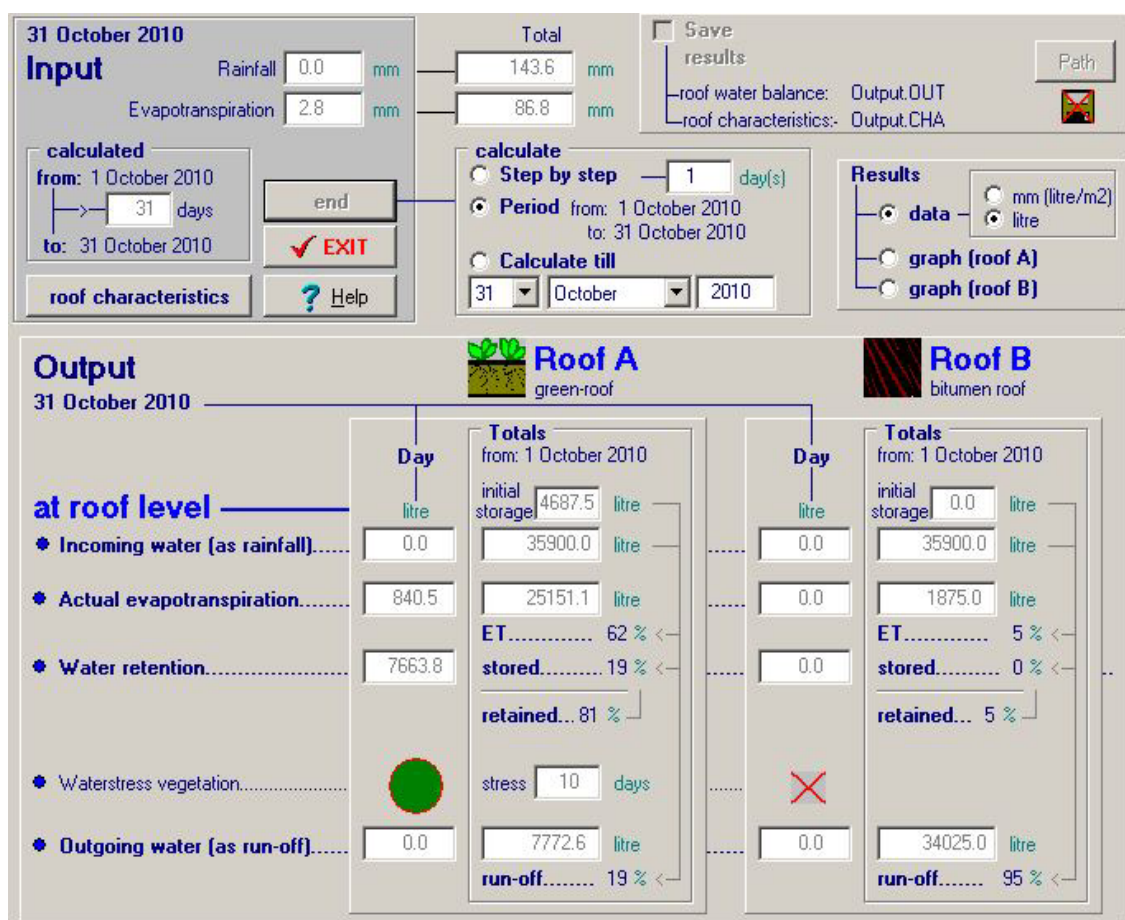 31 October 2010
Input
Rainfall 0.0 mm
Evapotranspiration 2.8 mm
Total
143.6 mm
86.8 mm
Save
results
roof water balance: Output.OUT
roof characteristics:- Output.CHA
Path
calculated
from: 1 October 2010
31 days
to: 31 October 2010
end
EXIT
roof characteristics
? Help
calculate
Step by step 1 day(s)
Period from: 1 October 2010
to: 31 October 2010
Calculate till
31 October 2010
Results
data
mm (litre/m2)
litre
graph (roof A)
graph (roof B)
Output
31 October 2010
Roof A
green-roof
Roof B
bitumen roof
Day
Totals
from: 1 October 2010
Day
Totals
from: 1 October 2010
at roof level
litre
initial
storage 4687.5 litre
litre
initial
storage 0.0 litre
Incoming water (as rainfall)...... 0.0 35900.0 litre 0.0 35900.0 litre
Actual evapotranspiration........ 840.5 25151.1 litre 0.0 1875.0 litre
ET............. 62 % ET............ 5 %
Water retention....................... 7663.8 stored.......... 19 % 0.0 stored.......... 0 %
retained... 81 % retained... 5 %
Waterstress vegetation..................... stress 10 days
Outgoing water (as run-off)...... 0.0 7772.6 litre 0.0 34025.0 litre
run-off........ 19 % run-off....... 95 %